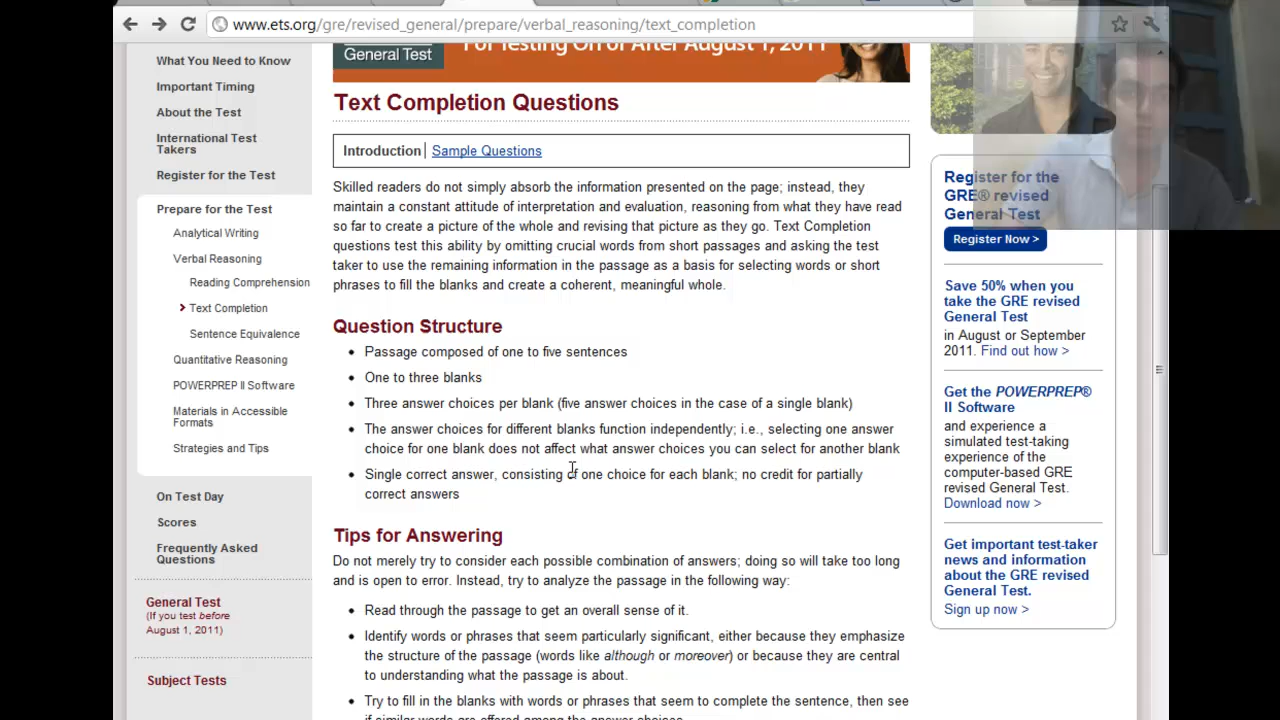 www.ets.org/gre/revised_general/prepare/verbal_reasoning/text_completion
General Test
For Testing On or After August 1, 2011
What You Need to Know
Important Timing
About the Test
International Test
Takers
Register for the Test
Prepare for the Test
Analytical Writing
Verbal Reasoning
Reading Comprehension
Text Completion
Sentence Equivalence
Quantitative Reasoning
POWERPREP II Software
Materials in Accessible
Formats
Strategies and Tips
On Test Day
Scores
Frequently Asked
Questions
General Test
(If you test before
August 1, 2011)
Subject Tests
Text Completion Questions
Introduction | Sample Questions
Skilled readers do not simply absorb the information presented on the page; instead, they
maintain a constant attitude of interpretation and evaluation, reasoning from what they have read
so far to create a picture of the whole and revising that picture as they go. Text Completion
questions test this ability by omitting crucial words from short passages and asking the test
taker to use the remaining information in the passage as a basis for selecting words or short
phrases to fill the blanks and create a coherent, meaningful whole.
Question Structure
• Passage composed of one to five sentences
• One to three blanks
• Three answer choices per blank (five answer choices in the case of a single blank)
• The answer choices for different blanks function independently; i.e., selecting one answer
choice for one blank does not affect what answer choices you can select for another blank
• Single correct answer, consisting of one choice for each blank; no credit for partially
correct answers
Tips for Answering
Do not merely try to consider each possible combination of answers; doing so will take too long
and is open to error. Instead, try to analyze the passage in the following way:
• Read through the passage to get an overall sense of it.
• Identify words or phrases that seem particularly significant, either because they emphasize
the structure of the passage (words like although or moreover) or because they are central
to understanding what the passage is about.
• Try to fill in the blanks with words or phrases that seem to complete the sentence, then see
if similar words are offered among the answer choices.
Register for the
GRE® revised
General Test
Register Now >
Save 50% when you
take the GRE revised
General Test
in August or September
2011. Find out how >
Get the POWERPREP®
II Software
and experience a
simulated test-taking
experience of the
computer-based GRE
revised General Test.
Download now >
Get important test-taker
news and information
about the GRE revised
General Test.
Sign up now >